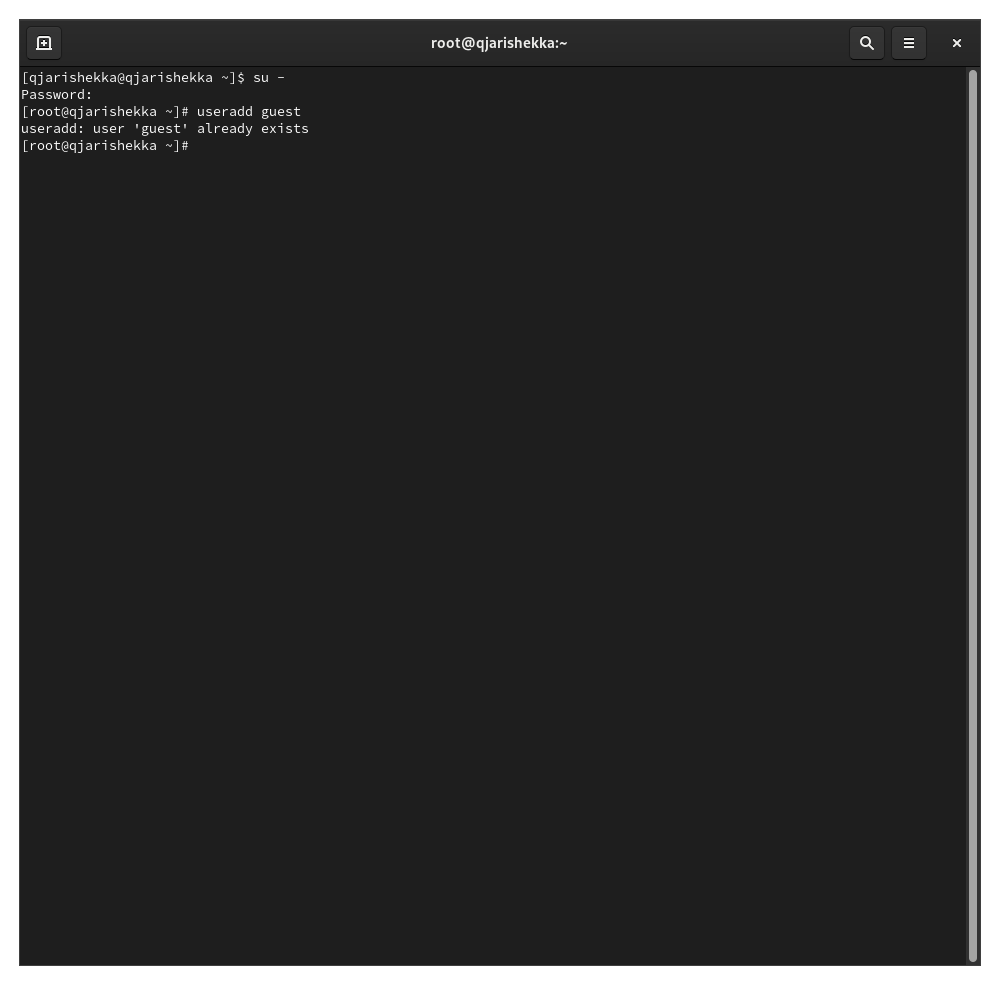 root@qjarishekka:~
[qjarishekka@qjarishekka ~]$ su -
Password:
[root@qjarishekka ~]# useradd guest
useradd: user 'guest' already exists
[root@qjarishekka ~]#